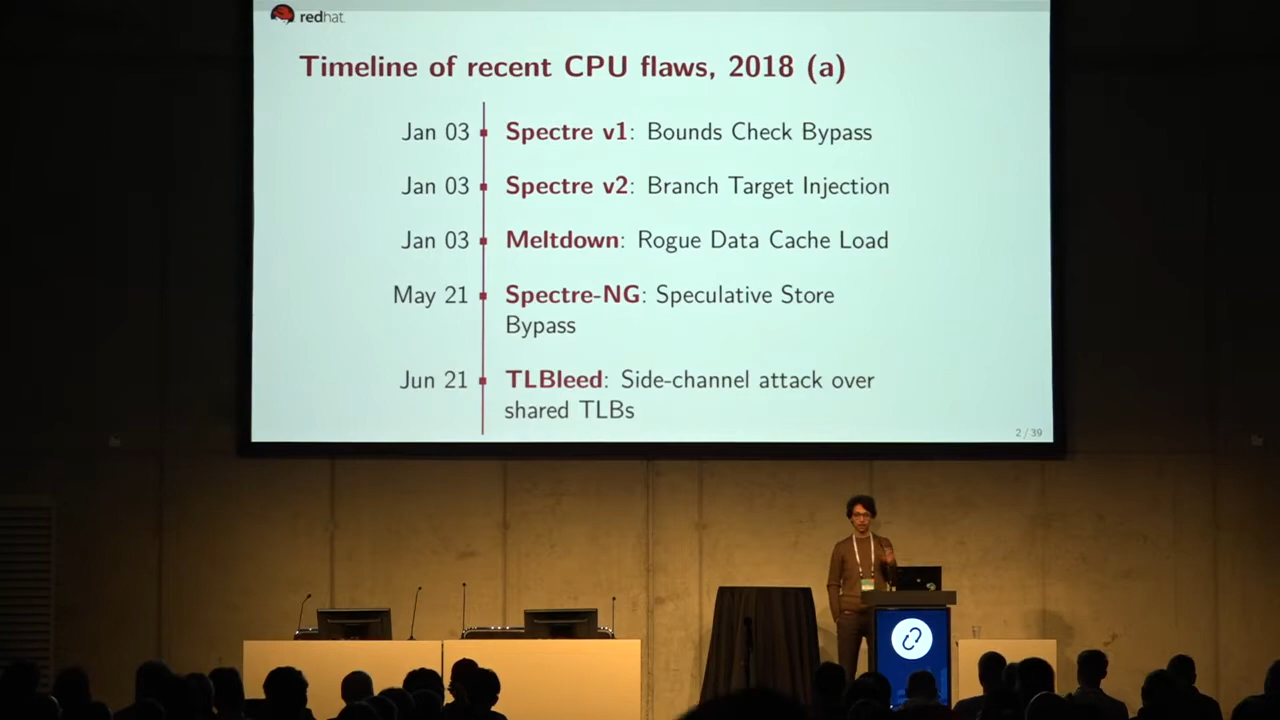 redhat.
Timeline of recent CPU flaws, 2018 (a)
Jan 03 Spectre v1: Bounds Check Bypass
Jan 03 Spectre v2: Branch Target Injection
Jan 03 Meltdown: Rogue Data Cache Load
May 21 Spectre-NG: Speculative Store
Bypass
Jun 21 TLBleed: Side-channel attack over
shared TLBs
2 / 39